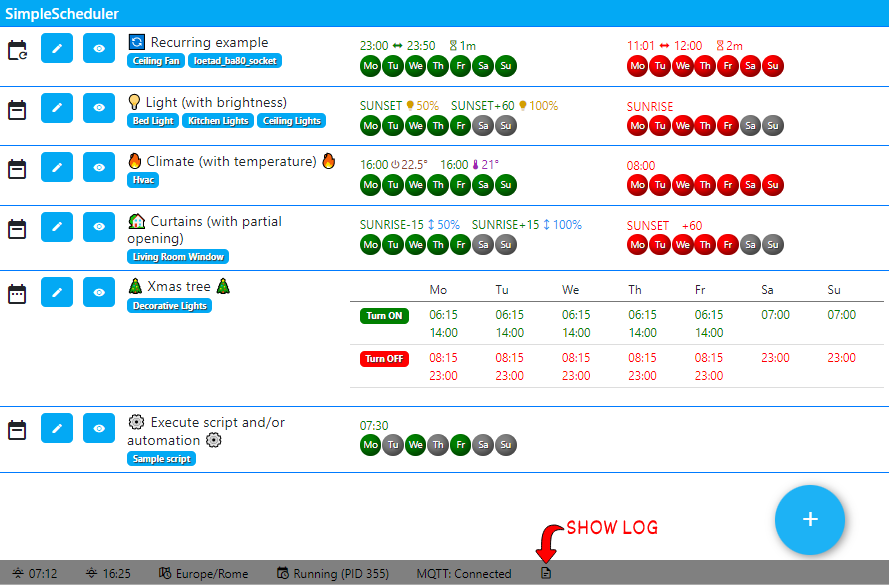 SimpleScheduler
Recurring example
Ceiling Fan loetad_ba80_socket
23:00 ↔ 23:50 1m
Mo Tu We Th Fr Sa Su
11:01 ↔ 12:00 2m
Mo Tu We Th Fr Sa Su
Light (with brightness)
Bed Light Kitchen Lights Ceiling Lights
SUNSET 50% SUNSET+60 100%
Mo Tu We Th Fr Sa Su
SUNRISE
Mo Tu We Th Fr Sa Su
Climate (with temperature)
Hvac
16:00 22.5° 16:00 21°
Mo Tu We Th Fr Sa Su
08:00
Mo Tu We Th Fr Sa Su
Curtains (with partial
opening)
Living Room Window
SUNRISE-15 ↕50% SUNRISE+15 ↕100%
Mo Tu We Th Fr Sa Su
SUNSET +60
Mo Tu We Th Fr Sa Su
Xmas tree
Decorative Lights
Mo Tu We Th Fr Sa Su
Turn ON 06:15 06:15 06:15 06:15 06:15 07:00 07:00
14:00 14:00 14:00 14:00 14:00
Turn OFF 08:15 08:15 08:15 08:15 08:15 23:00 23:00
23:00 23:00 23:00 23:00 23:00
Execute script and/or
automation
Sample script
07:30
Mo Tu We Th Fr Sa Su
+
SHOW LOG
07:12 16:25 Europe/Rome Running (PID 355) MQTT: Connected